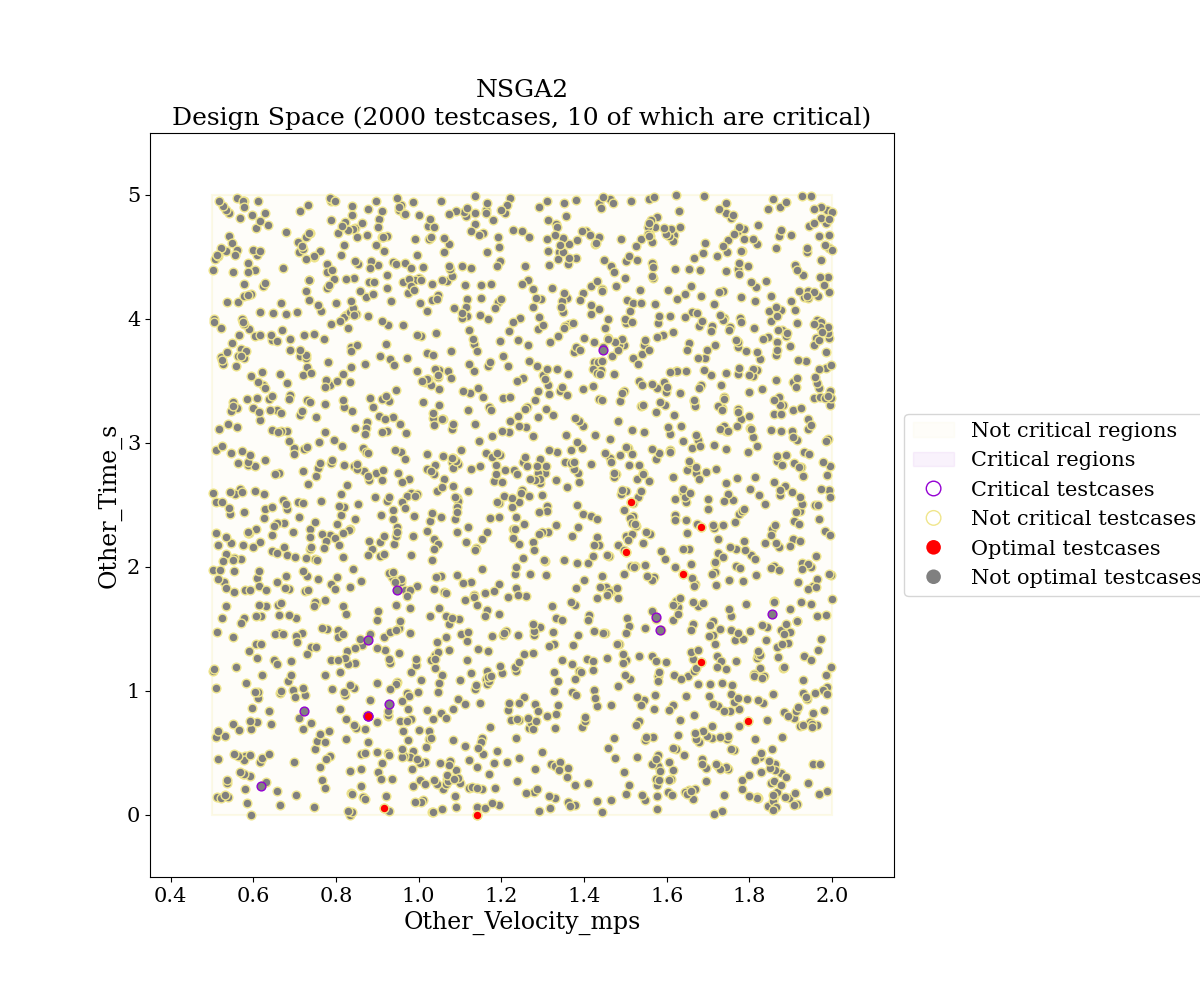 NSGA2
Design Space (2000 testcases, 10 of which are critical)
5
4
3
2
1
0
Other_Time_s
0.4 0.6 0.8 1.0 1.2 1.4 1.6 1.8 2.0
Other_Velocity_mps
Not critical regions
Critical regions
Critical testcases
Not critical testcases
Optimal testcases
Not optimal testcases